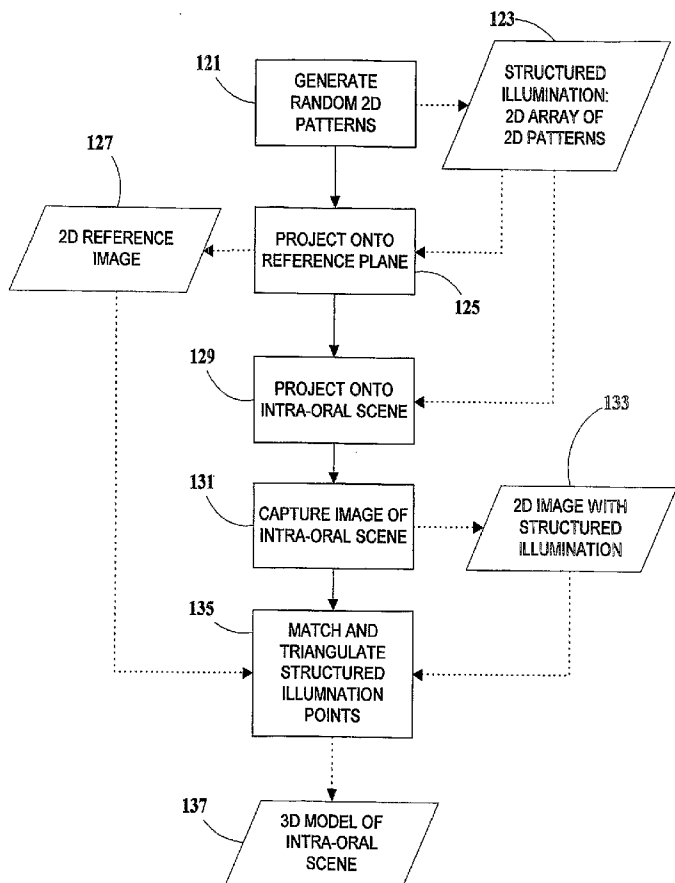 123
121
GENERATE
RANDOM 2D
PATTERNS
STRUCTURED
ILLUMINATION:
2D ARRAY OF
2D PATTERNS
127
2D REFERENCE
IMAGE
PROJECT ONTO
REFERENCE PLANE
125
129
PROJECT ONTO
INTRA-ORAL SCENE
133
131
CAPTURE IMAGE OF
INTRA-ORAL SCENE
2D IMAGE WITH
STRUCTURED
ILLUMINATION
135
MATCH AND
TRIANGULATE
STRUCTURED
ILLUMNATION
POINTS
137
3D MODEL OF
INTRA-ORAL
SCENE